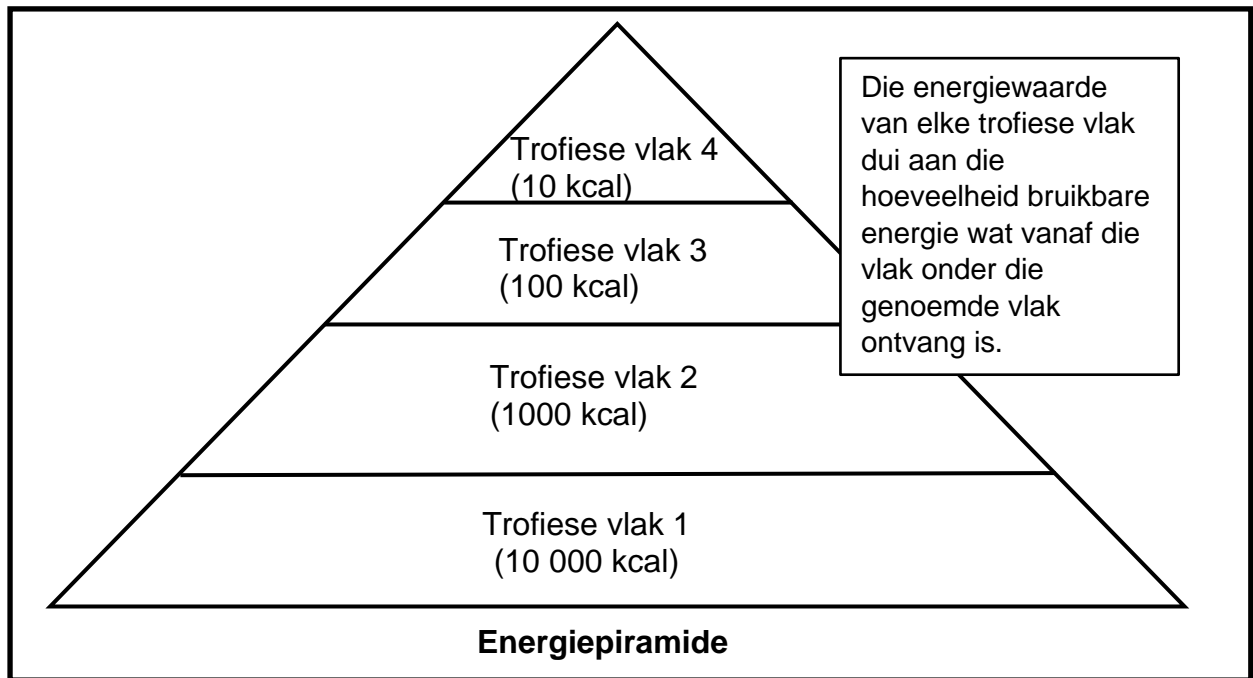 Trofiese vlak 4
(10 kcal)
Trofiese vlak 3
(100 kcal)
Trofiese vlak 2
(1000 kcal)
Trofiese vlak 1
(10 000 kcal)
Die energiewaarde
van elke trofiese vlak
dui aan die
hoeveelheid bruikbare
energie wat vanaf die
vlak onder die
genoemde vlak
ontvang is.
Energiepiramide